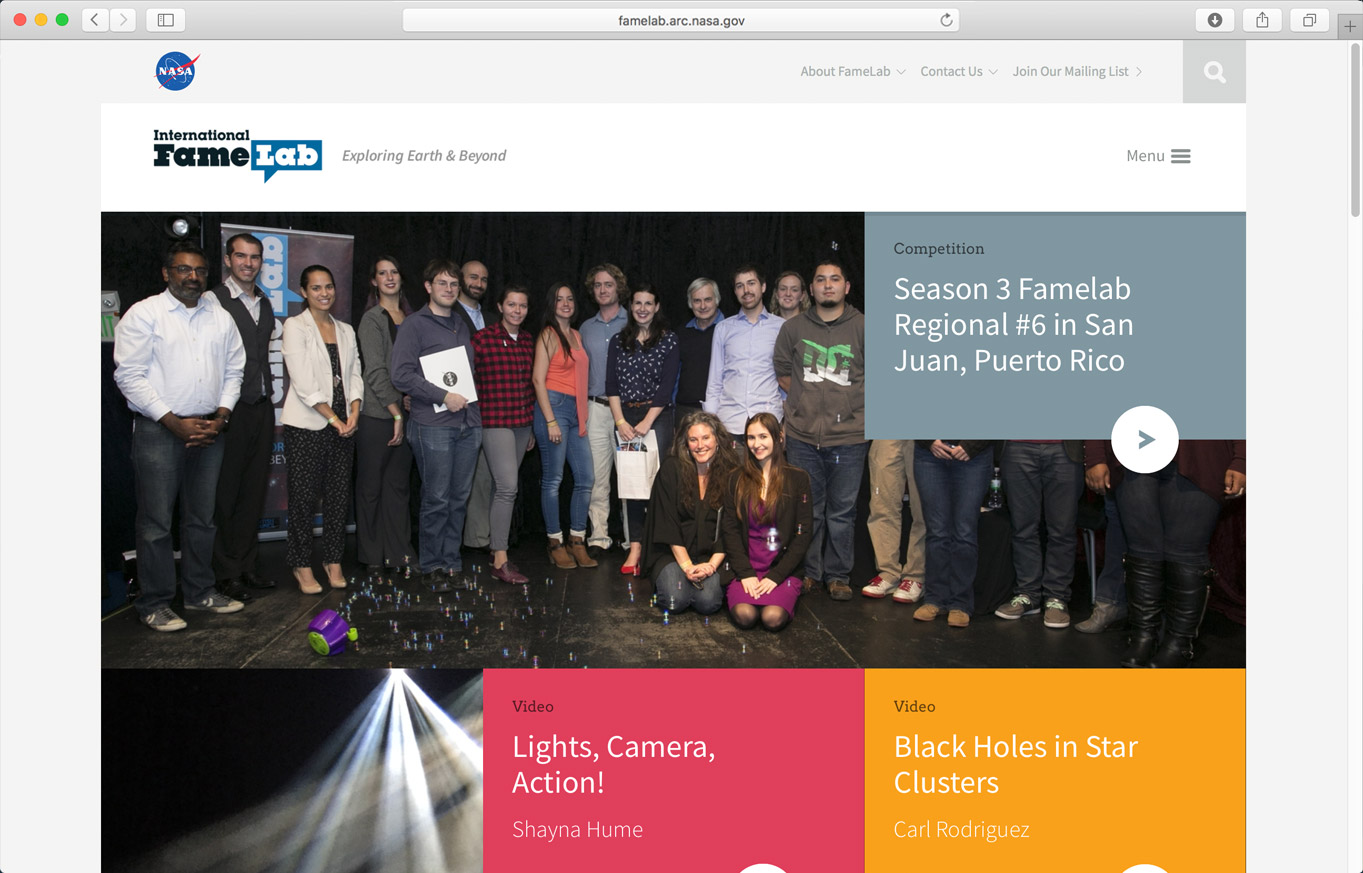 famelab.arc.nasa.gov
NASA
About FameLab
Contact Us
Join Our Mailing List
International
FameLab
Exploring Earth & Beyond
Menu
Competition
Season 3 Famelab
Regional #6 in San
Juan, Puerto Rico
Video
Lights, Camera,
Action!
Shayna Hume
Video
Black Holes in Star
Clusters
Carl Rodriguez